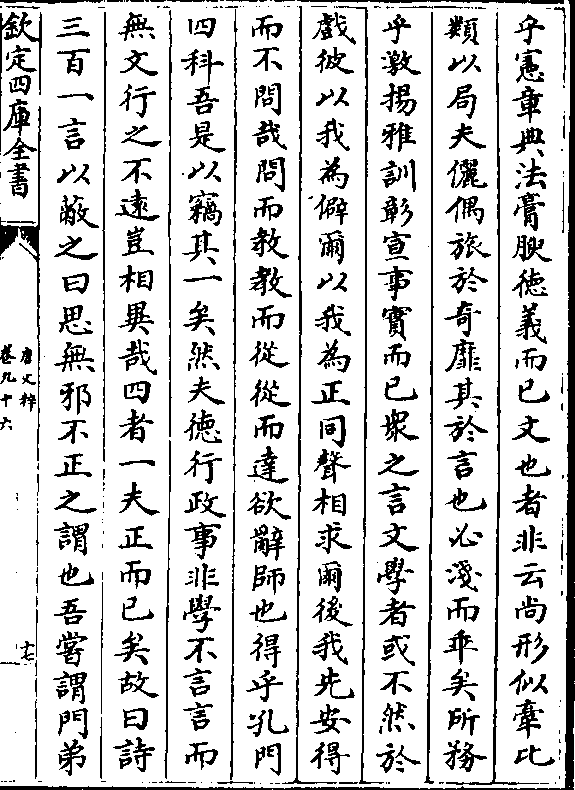 乎憲章典法膏腴徳義而已文也者非云尚形似牽比
類以局夫儷偶旅於奇靡其於言也必淺而乖矣所務
乎激揚雅訓彰宣事實而已衆之言文學者或不然於
戲彼以我為僻爾以我為正同聲相求爾後我先安得
而不問哉問而教教而從從而達欲辭師也得乎孔門
四科吾是以竊其一矣然夫徳行政事非學不言言而
無文行之不逺豈相異哉四者一夫正而已矣故曰詩
三百一言以蔽之曰思無邪不正之謂也吾嘗謂門弟
欽定四庫全書
唐文粹
卷九十六
十七